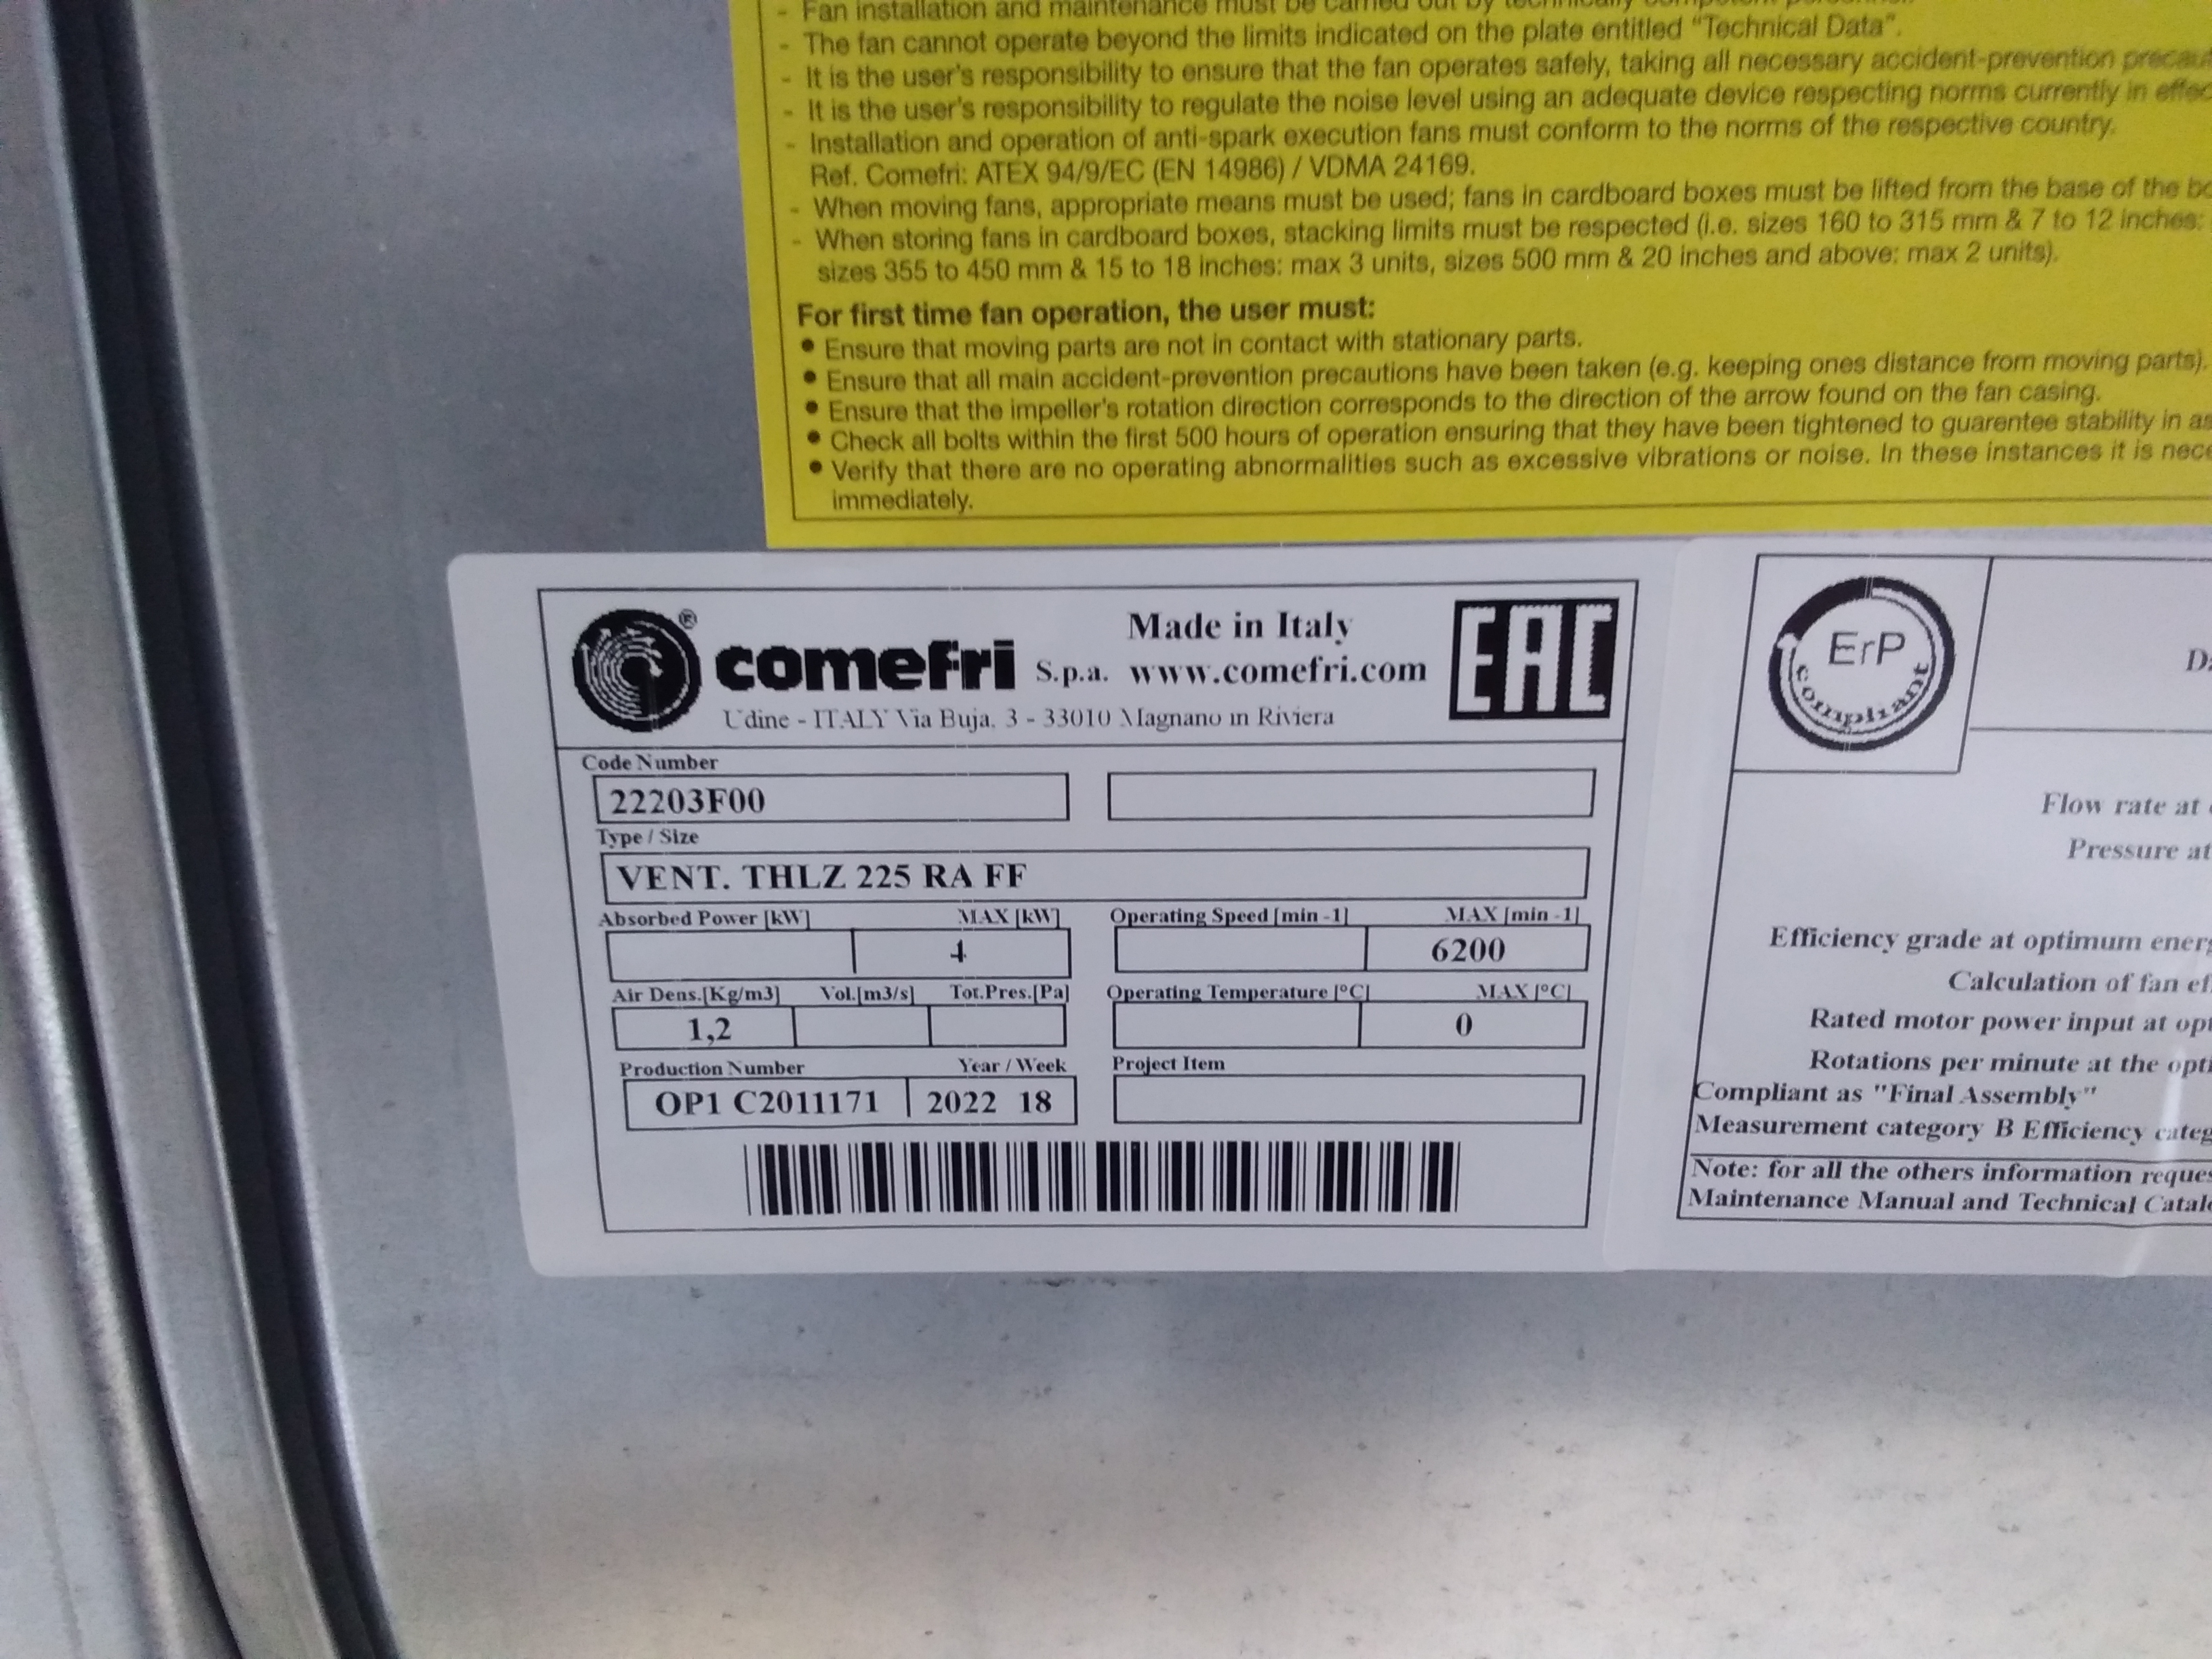 - Fan installation and maintenance must be carried out by technically competent personnel.
- The fan cannot operate beyond the limits indicated on the plate entitled “Technical Data”.
- It is the user's responsibility to ensure that the fan operates safely, taking all necessary accident-prevention
- It is the user's responsibility to regulate the noise level using an adequate device respecting norms currently in
- Installation and operation of anti-spark execution fans must conform to the norms of the respective country.
Ref. Comefri: ATEX 94/9/EC (EN 14986) / VDMA 24169.
- When moving fans, appropriate means must be used; fans in cardboard boxes must be lifted from the base of the
- When storing fans in cardboard boxes, stacking limits must be respected (i.e. sizes 160 to 315 mm & 7 to 12 inches:
sizes 355 to 450 mm & 15 to 18 inches: max 3 units, sizes 500 mm & 20 inches and above: max 2 units).
For first time fan operation, the user must:
• Ensure that moving parts are not in contact with stationary parts.
• Ensure that all main accident-prevention precautions have been taken (e.g. keeping ones distance from moving parts).
• Ensure that the impeller's rotation direction corresponds to the direction of the arrow found on the fan casing.
• Check all bolts within the first 500 hours of operation ensuring that they have been tightened to guarentee stability in
• Verify that there are no operating abnormalities such as excessive vibrations or noise. In these instances it is
immediately.
® comefri S.p.a.
Made in Italy
www.comefri.com
EAC
Udine - ITALY Via Buja, 3 - 33010 Magnano in Riviera
Code Number
22203F00
Type / Size
VENT. THLZ 225 RA FF
Absorbed Power [kW] MAX [kW] Operating Speed [min -1] MAX [min -1]
4 6200
Air Dens.[Kg/m3] Vol.[m3/s] Tot.Pres.[Pa] Operating Temperature [°C] MAX [°C]
1,2 0
Production Number Year / Week Project Item
OP1 C2011171 2022 18
ErP
compliant
Flow rate at
Pressure at
Efficiency grade at optimum
Calculation of fan
Rated motor power input at
Rotations per minute at the
Compliant as "Final Assembly"
Measurement category B Efficiency
Note: for all the others information
Maintenance Manual and Technical